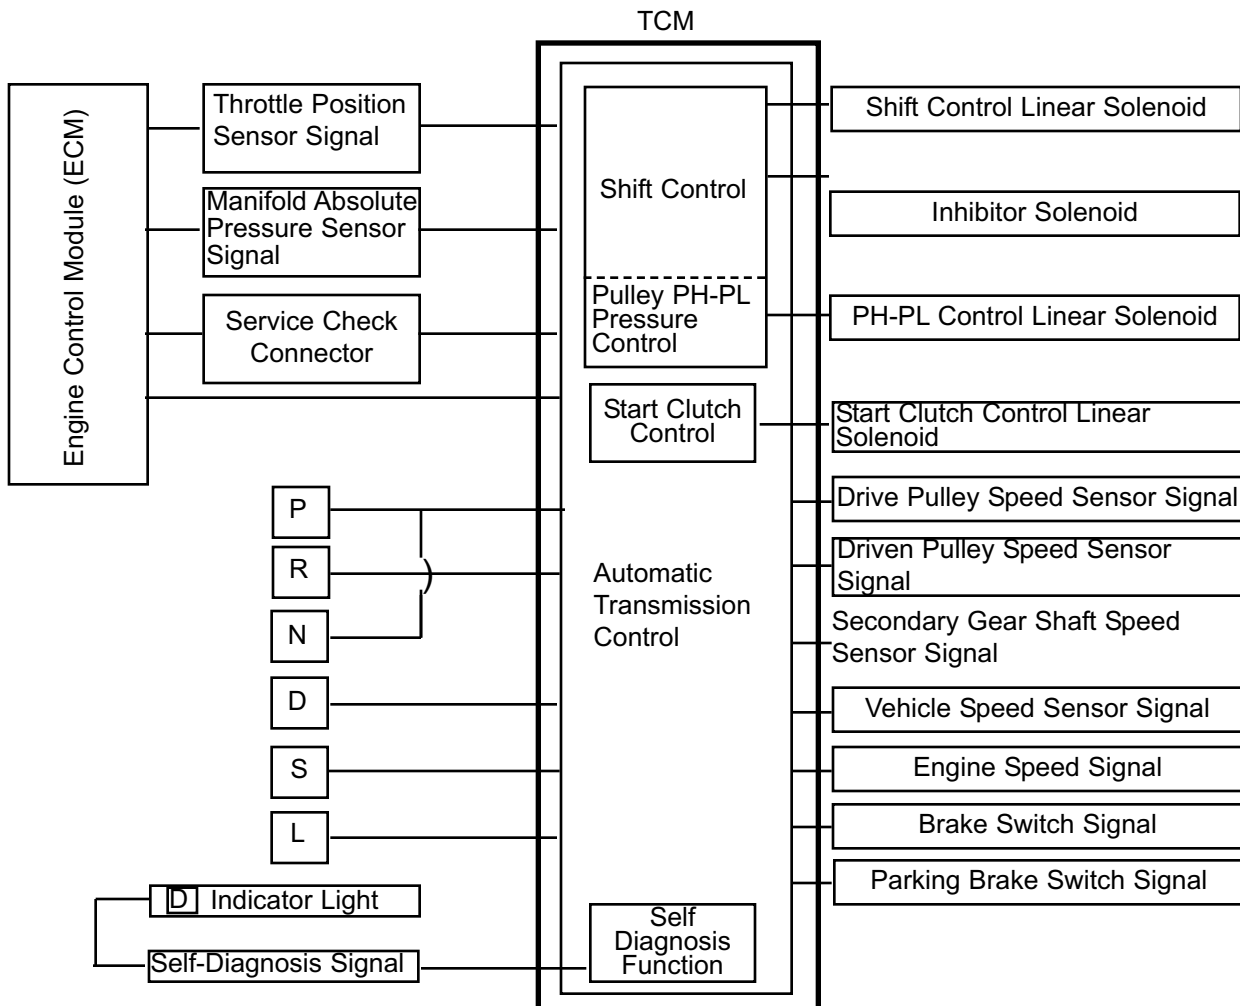 TCM
Engine Control Module (ECM)
Throttle Position
Sensor Signal
Manifold Absolute
Pressure Sensor
Signal
Service Check
Connector
P
R
N
D
S
L
D Indicator Light
Self-Diagnosis Signal
Shift Control
Pulley PH-PL
Pressure
Control
Start Clutch
Control
Automatic
Transmission
Control
Self
Diagnosis
Function
Shift Control Linear Solenoid
Inhibitor Solenoid
PH-PL Control Linear Solenoid
Start Clutch Control Linear
Solenoid
Drive Pulley Speed Sensor Signal
Driven Pulley Speed Sensor
Signal
Secondary Gear Shaft Speed
Sensor Signal
Vehicle Speed Sensor Signal
Engine Speed Signal
Brake Switch Signal
Parking Brake Switch Signal